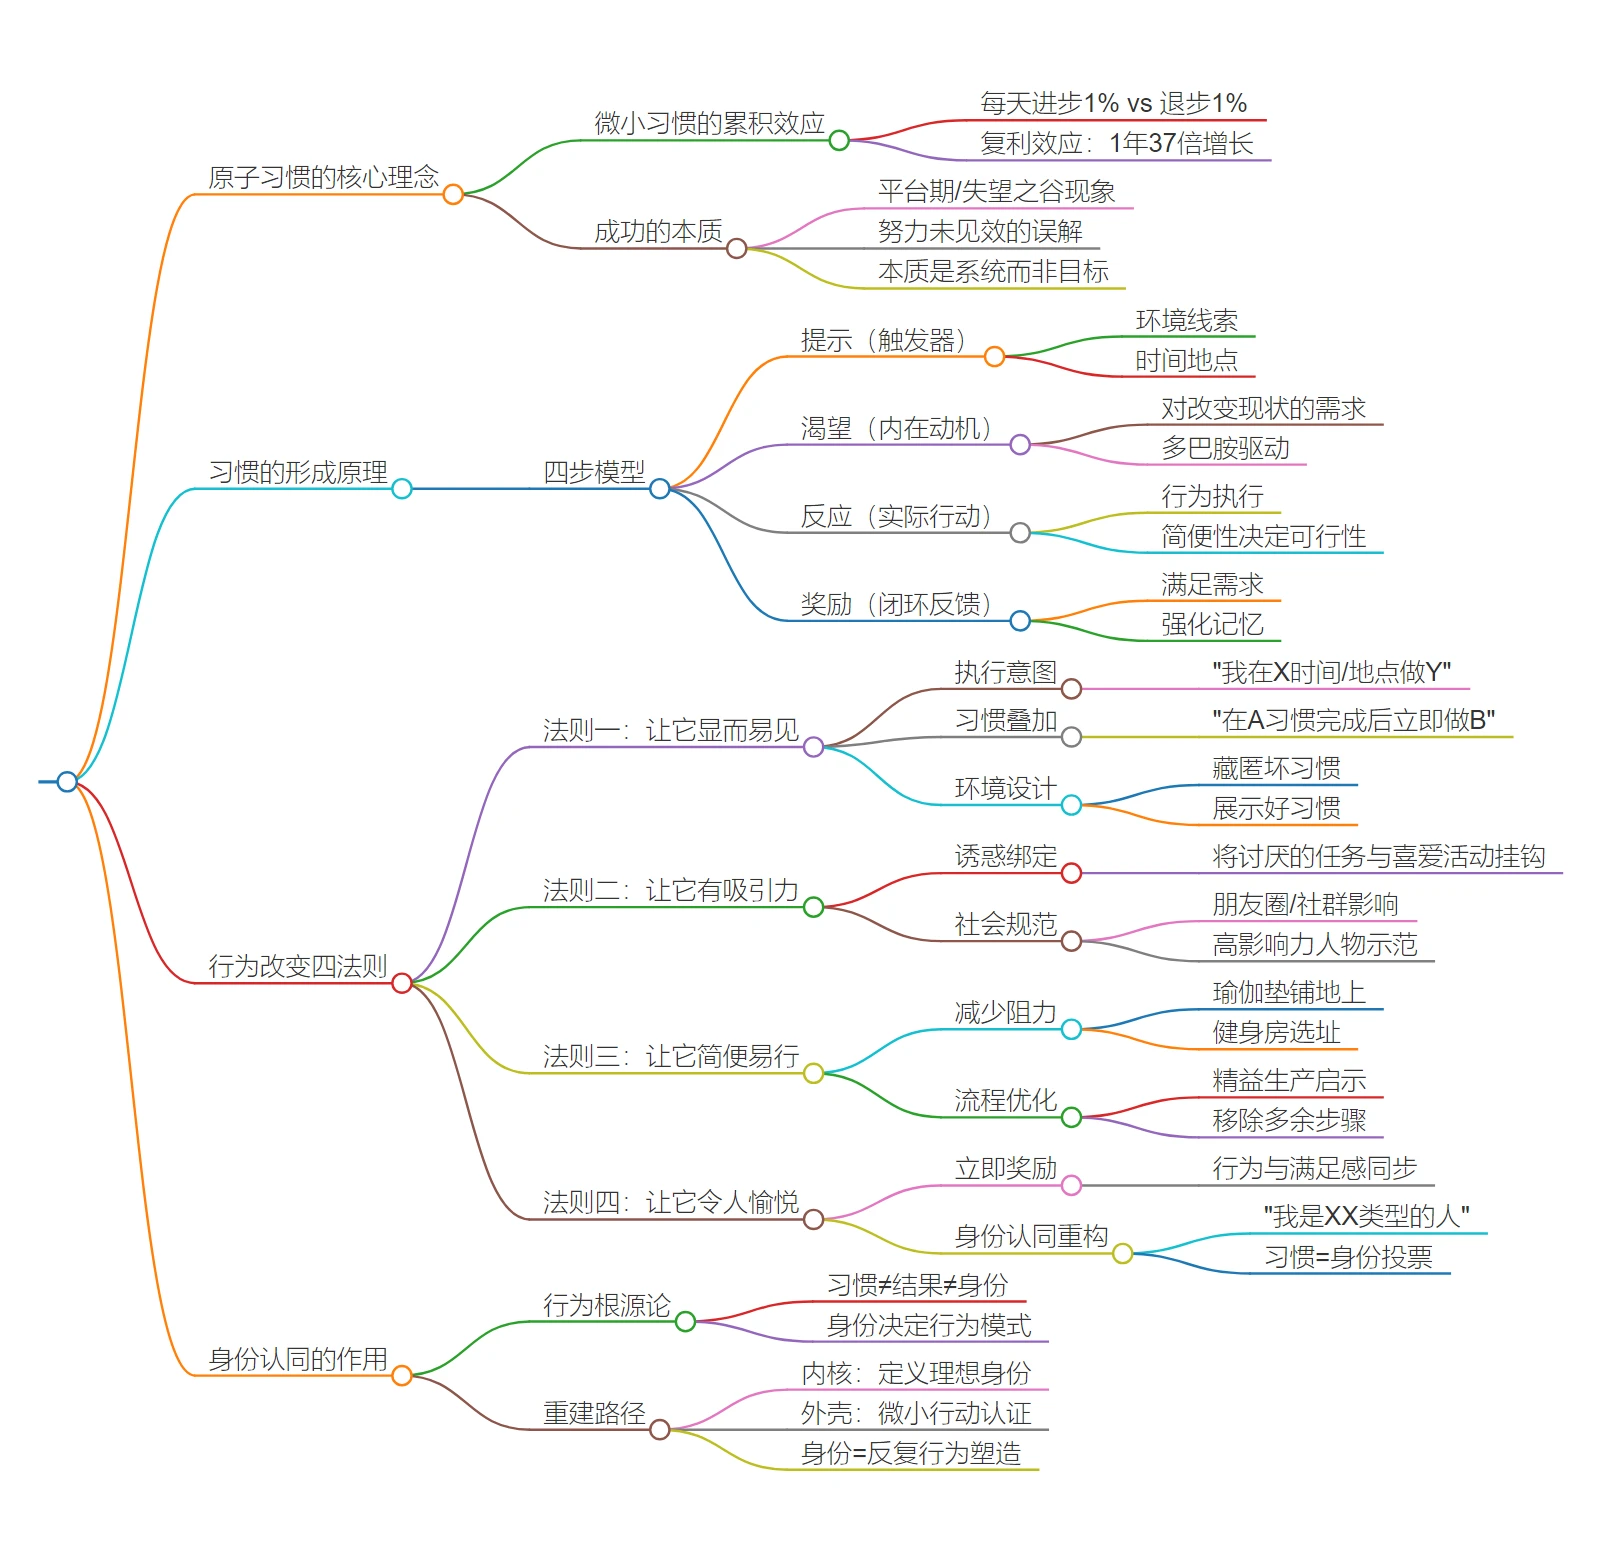 原子习惯的核心理念
微小习惯的累积效应
每天进步1% vs 退步1%
复利效应：1年37倍增长
成功的本质
平台期/失望之谷现象
努力未见效的误解
本质是系统而非目标
习惯的形成原理
四步模型
提示（触发器）
环境线索
时间地点
渴望（内在动机）
对改变现状的需求
多巴胺驱动
反应（实际行动）
行为执行
简便性决定可行性
奖励（闭环反馈）
满足需求
强化记忆
行为改变四法则
法则一：让它显而易见
执行意图
"我在X时间/地点做Y"
习惯叠加
"在A习惯完成后立即做B"
环境设计
藏匿坏习惯
展示好习惯
法则二：让它有吸引力
诱惑绑定
将讨厌的任务与喜爱活动挂钩
社会规范
朋友圈/社群影响
高影响力人物示范
法则三：让它简便易行
减少阻力
瑜伽垫铺地上
健身房选址
流程优化
精益生产启示
移除多余步骤
法则四：让它令人愉悦
立即奖励
行为与满足感同步
身份认同重构
"我是XX类型的人"
习惯=身份投票
身份认同的作用
行为根源论
习惯≠结果≠身份
身份决定行为模式
重建路径
内核：定义理想身份
外壳：微小行动认证
身份=反复行为塑造